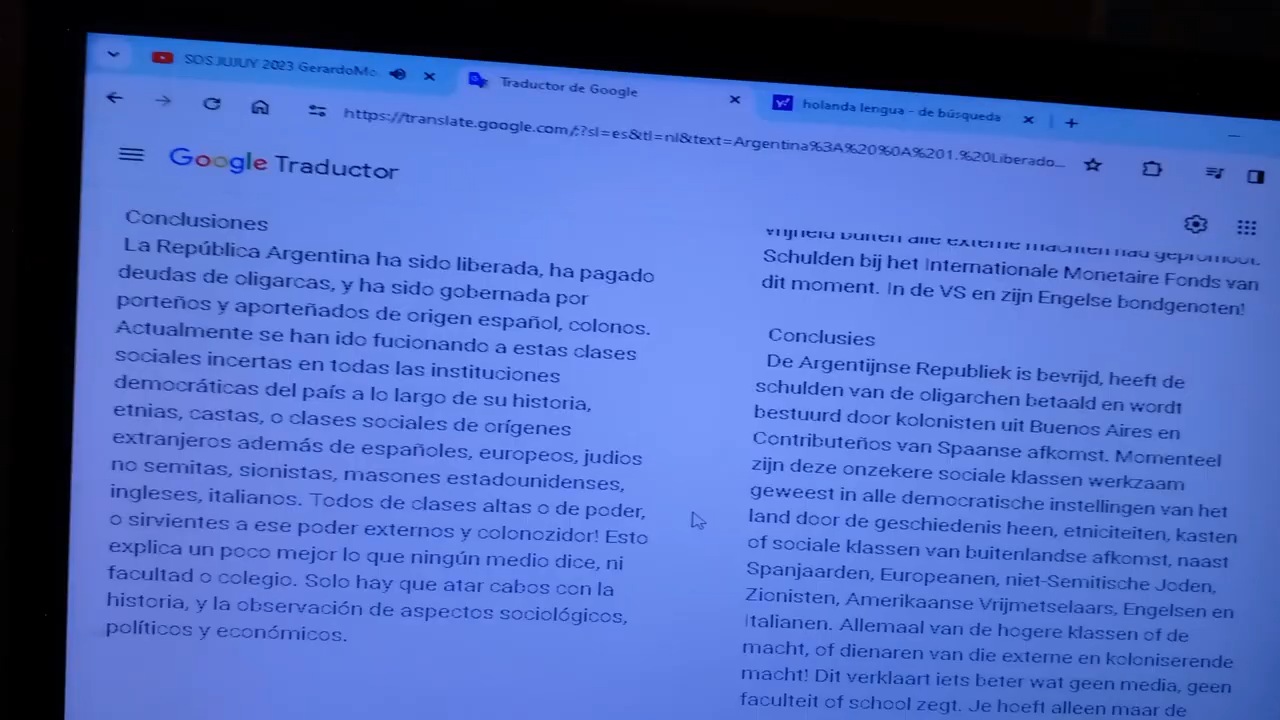 SOS JUJUY 2023 GerardoMo
Traductor de Google
holanda lengua - de búsqueda
https://translate.google.com/?sl=es&tl=nl&text=Argentina%3A%20%0A%201.%20Liberado...
Google Traductor
Conclusiones
La República Argentina ha sido liberada, ha pagado
deudas de oligarcas, y ha sido gobernada por
porteños y aporteñados de origen español, colonos.
Actualmente se han ido fucionando a estas clases
sociales incertas en todas las instituciones
democráticas del país a lo largo de su historia,
etnias, castas, o clases sociales de orígenes
extranjeros además de españoles, europeos, judios
no semitas, sionistas, masones estadounidenses,
ingleses, italianos. Todos de clases altas o de poder,
o sirvientes a ese poder externos y colonozidor! Esto
explica un poco mejor lo que ningún medio dice, ni
facultad o colegio. Solo hay que atar cabos con la
historia, y la observación de aspectos sociológicos,
políticos y económicos.
vrijheid buiten alle externe machten had gepromoot.
Schulden bij het Internationale Monetaire Fonds van
dit moment. In de VS en zijn Engelse bondgenoten!
Conclusies
De Argentijnse Republiek is bevrijd, heeft de
schulden van de oligarchen betaald en wordt
bestuurd door kolonisten uit Buenos Aires en
Contributeños van Spaanse afkomst. Momenteel
zijn deze onzekere sociale klassen werkzaam
geweest in alle democratische instellingen van het
land door de geschiedenis heen, etniciteiten, kasten
of sociale klassen van buitenlandse afkomst, naast
Spanjaarden, Europeanen, niet-Semitische Joden,
Zionisten, Amerikaanse Vrijmetselaars, Engelsen en
Italianen. Allemaal van de hogere klassen of de
macht, of dienaren van die externe en koloniserende
macht! Dit verklaart iets beter wat geen media, geen
faculteit of school zegt. Je hoeft alleen maar de